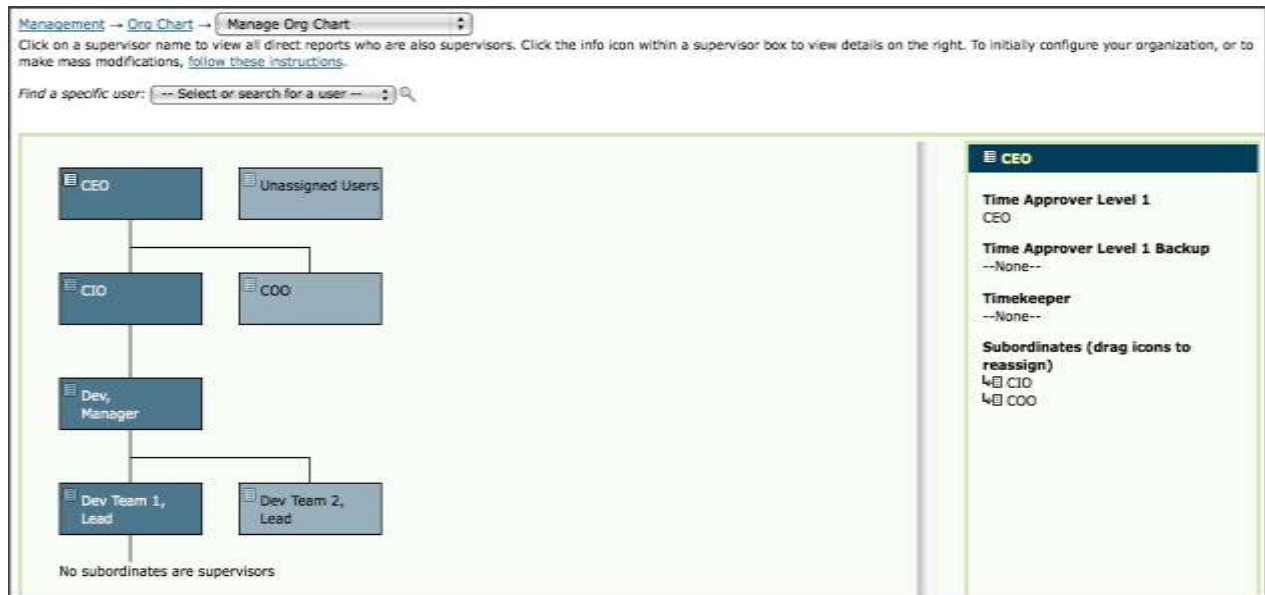 Management → Org Chart → Manage Org Chart
Click on a supervisor name to view all direct reports who are also supervisors. Click the info icon within a supervisor box to view details on the right. To initially configure your organization, or to
make mass modifications, follow these instructions.
Find a specific user: -- Select or search for a user --
CEO
Unassigned Users
CIO
COO
Dev,
Manager
Dev Team 1,
Lead
Dev Team 2,
Lead
No subordinates are supervisors
CEO
Time Approver Level 1
CEO
Time Approver Level 1 Backup
--None--
Timekeeper
--None--
Subordinates (drag icons to
reassign)
CIO
COO